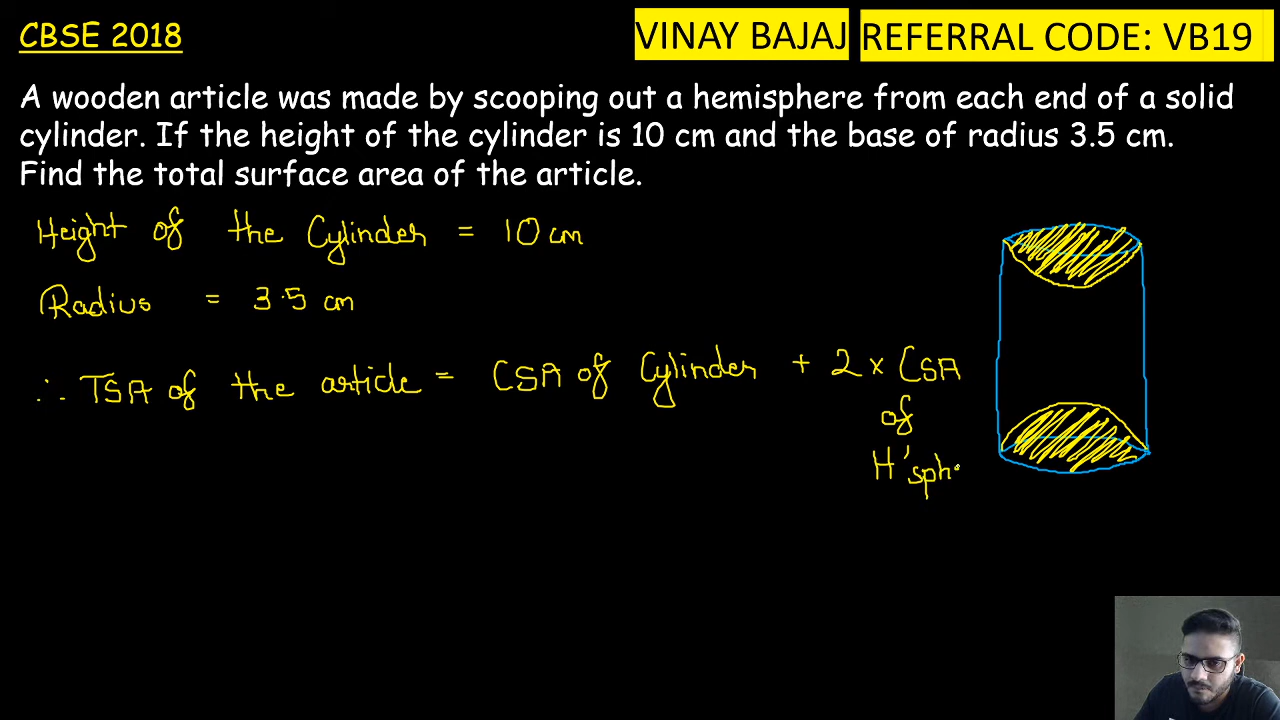 CBSE 2018
VINAY BAJAJ
REFERRAL CODE: VB19
A wooden article was made by scooping out a hemisphere from each end of a solid
cylinder. If the height of the cylinder is 10 cm and the base of radius 3.5 cm.
Find the total surface area of the article.
Height of the Cylinder = 10 cm
Radius = 3.5 cm
∴ TSA of the article = CSA of Cylinder + 2 × CSA
of
H'sph.